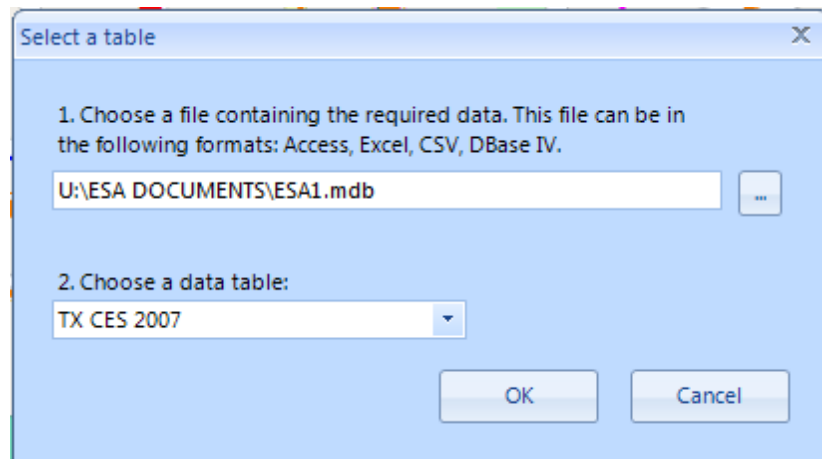 Select a table
1. Choose a file containing the required data. This file can be in
the following formats: Access, Excel, CSV, DBase IV.
U:\ESA DOCUMENTS\ESA1.mdb
...
2. Choose a data table:
TX CES 2007
OK
Cancel